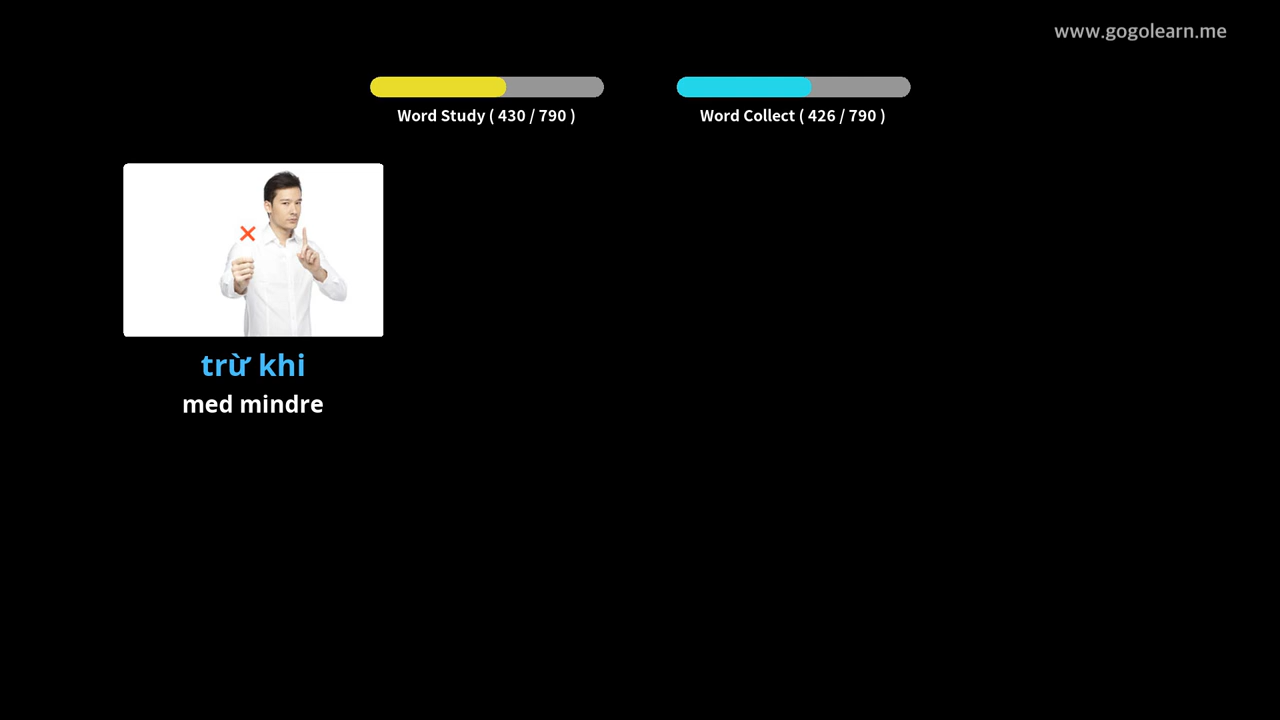 www.gogolearn.me
Word Study ( 430 / 790 )
Word Collect ( 426 / 790 )
trừ khi
med mindre